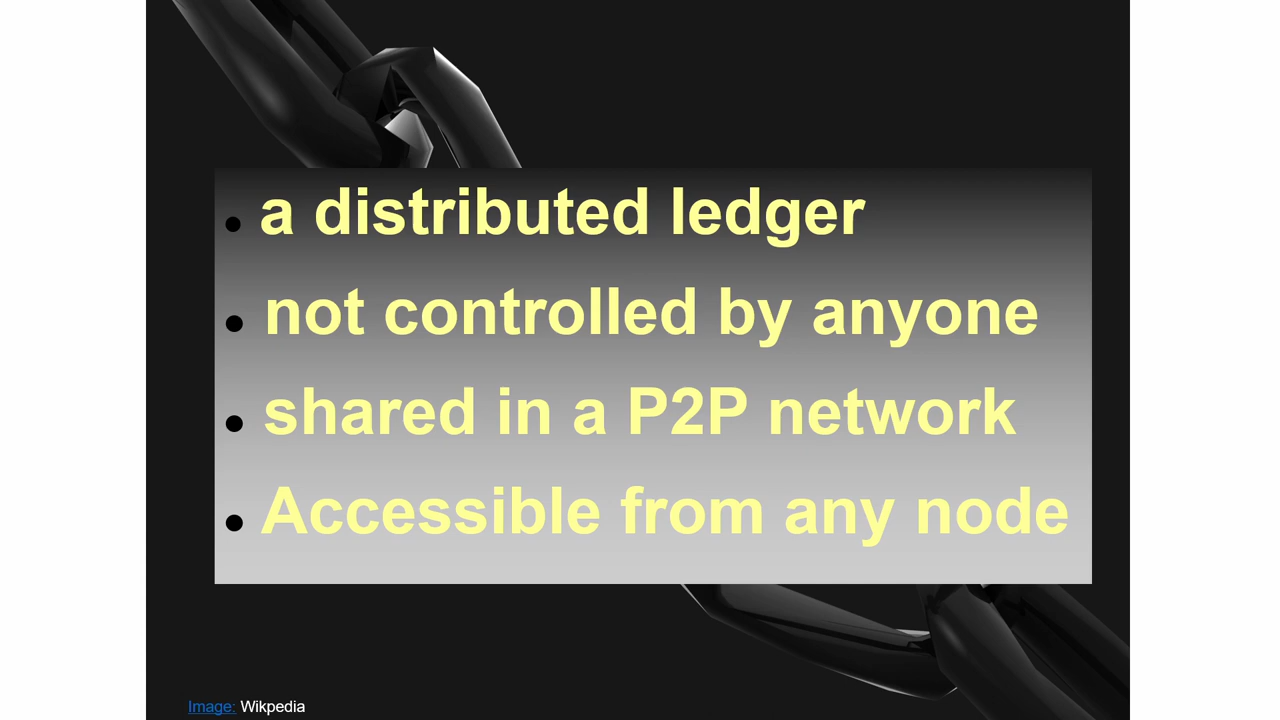 • a distributed ledger
• not controlled by anyone
• shared in a P2P network
• Accessible from any node
Image: Wikpedia